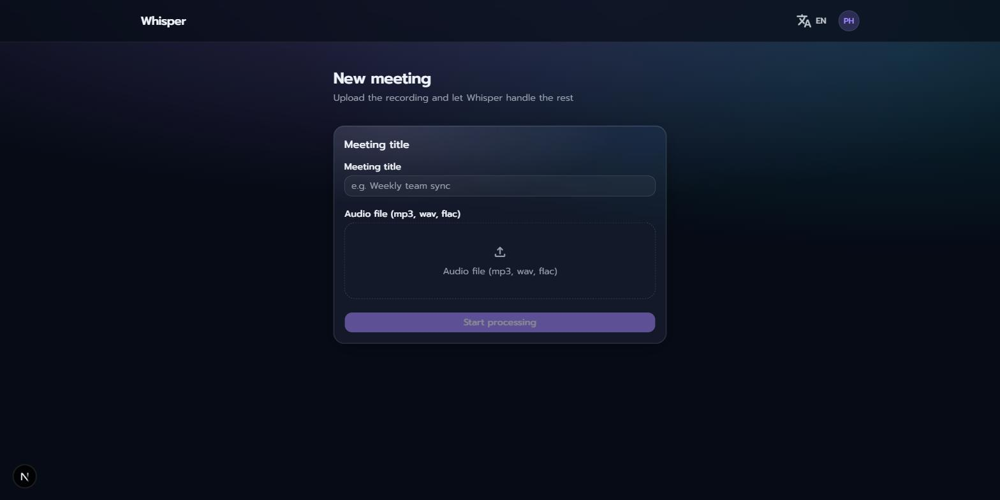 Whisper
EN
PH
New meeting
Upload the recording and let Whisper handle the rest
Meeting title
Meeting title
e.g. Weekly team sync
Audio file (mp3, wav, flac)
Audio file (mp3, wav, flac)
Start processing
N